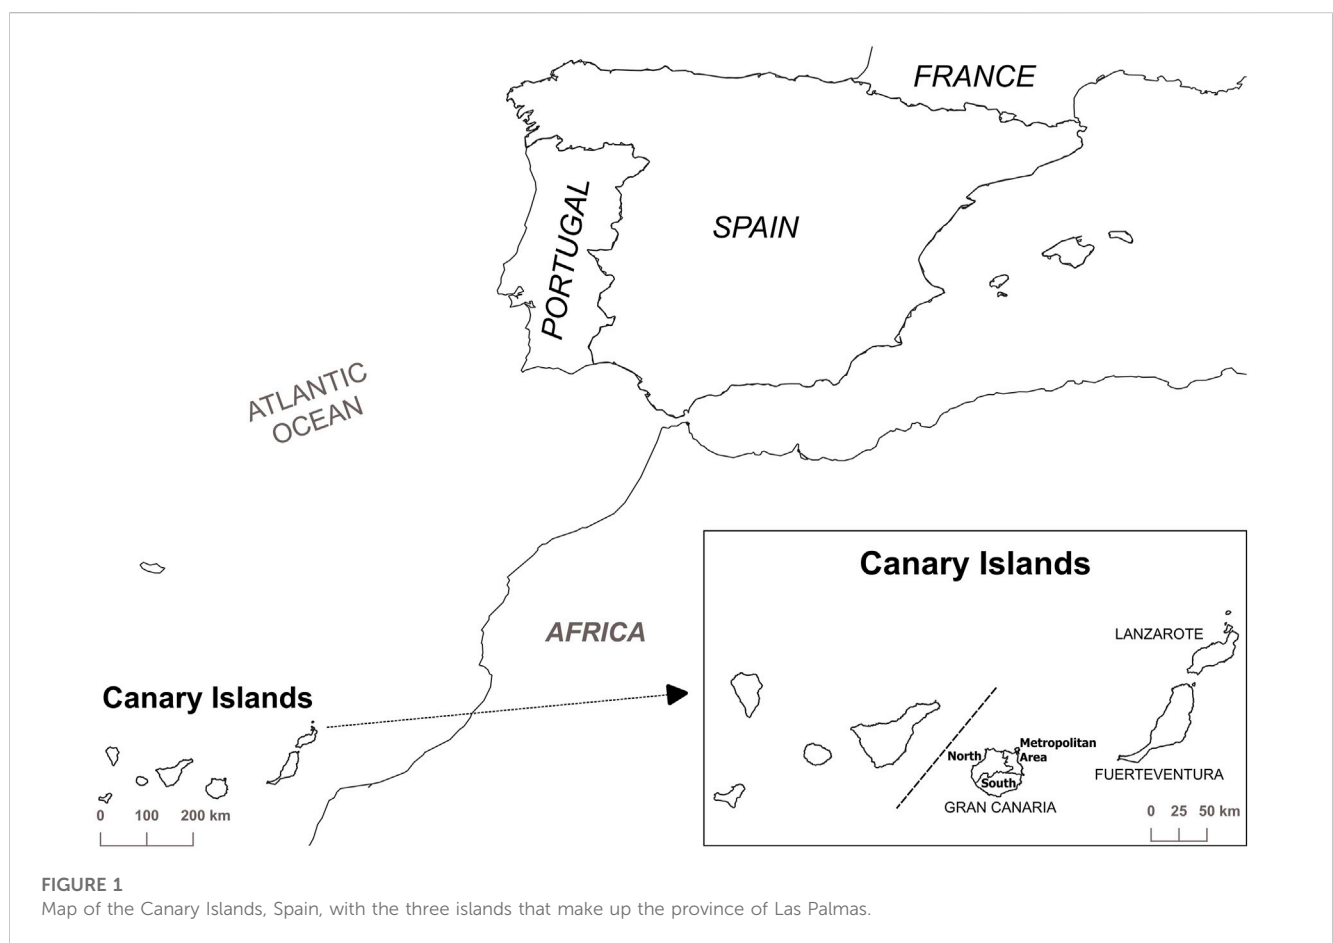 FRANCE
SPAIN
PORTUGAL
ATLANTIC
OCEAN
AFRICA
Canary Islands
0 100 200 km
Canary Islands
LANZAROTE
Metropolitan
North Area
South
FUERTEVENTURA
GRAN CANARIA
0 25 50 km
FIGURE 1
Map of the Canary Islands, Spain, with the three islands that make up the province of Las Palmas.